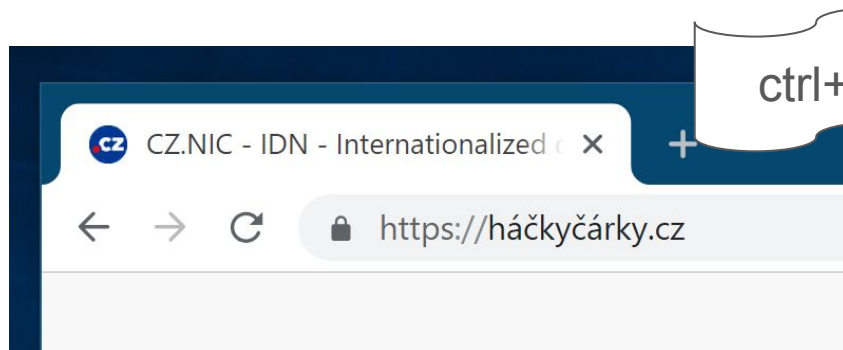 ctrl+
cz CZ.NIC - IDN - Internationalized
https://háčkyčárky.cz